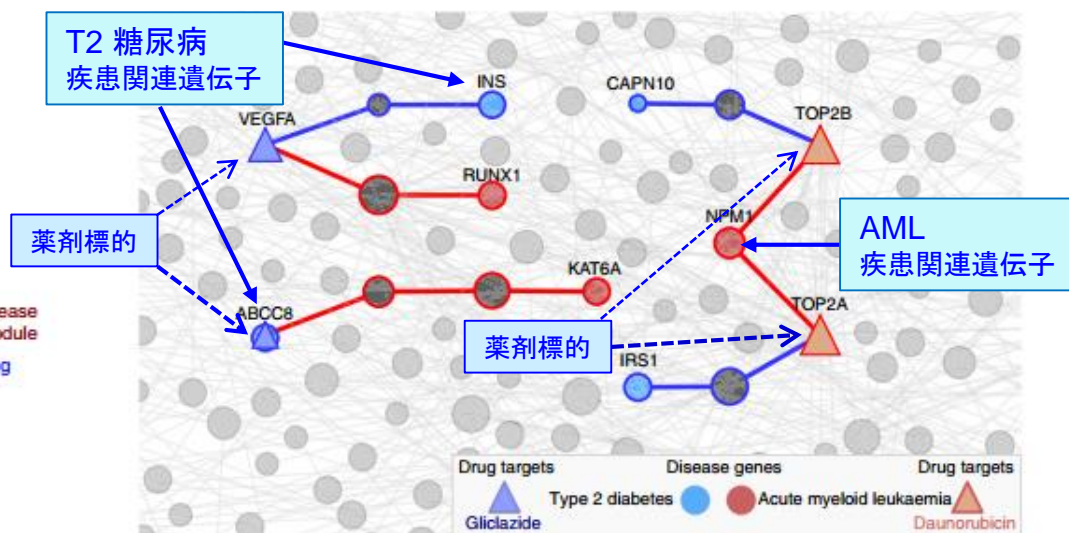 T2 糖尿病
疾患関連遺伝子
INS
CAPN10
VEGFA
TOP2B
RUNX1
薬剤標的
NPM1
AML
疾患関連遺伝子
KAT6A
ABCC8
TOP2A
薬剤標的
IRS1
ease
odule
g
Drug targets
Disease genes
Drug targets
Type 2 diabetes
Acute myeloid leukaemia
Gliclazide
Daunorubicin